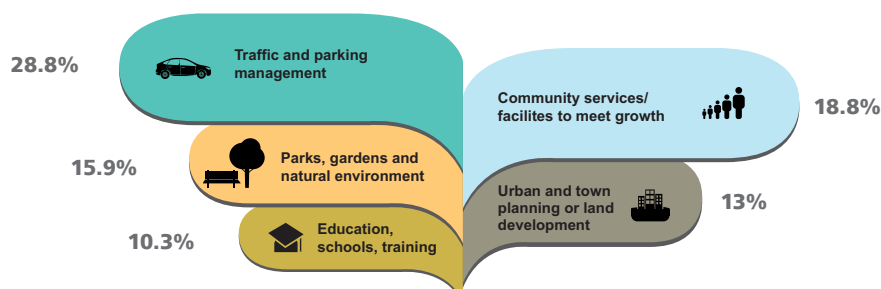 28.8%
Traffic and parking
management
Community services/
facilites to meet growth
18.8%
15.9%
Parks, gardens and
natural environment
Urban and town
planning or land
development
13%
10.3%
Education,
schools, training